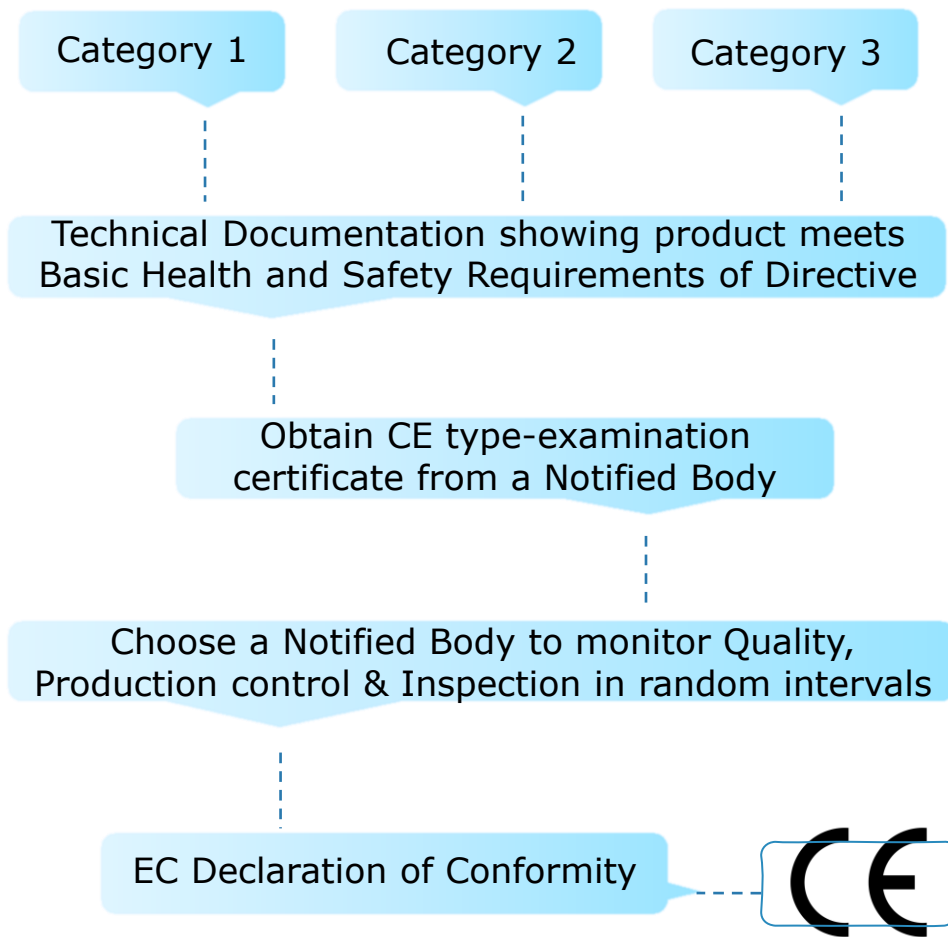 Category 1
Category 2
Category 3
Technical Documentation showing product meets
Basic Health and Safety Requirements of Directive
Obtain CE type-examination
certificate from a Notified Body
Choose a Notified Body to monitor Quality,
Production control & Inspection in random intervals
EC Declaration of Conformity
CE